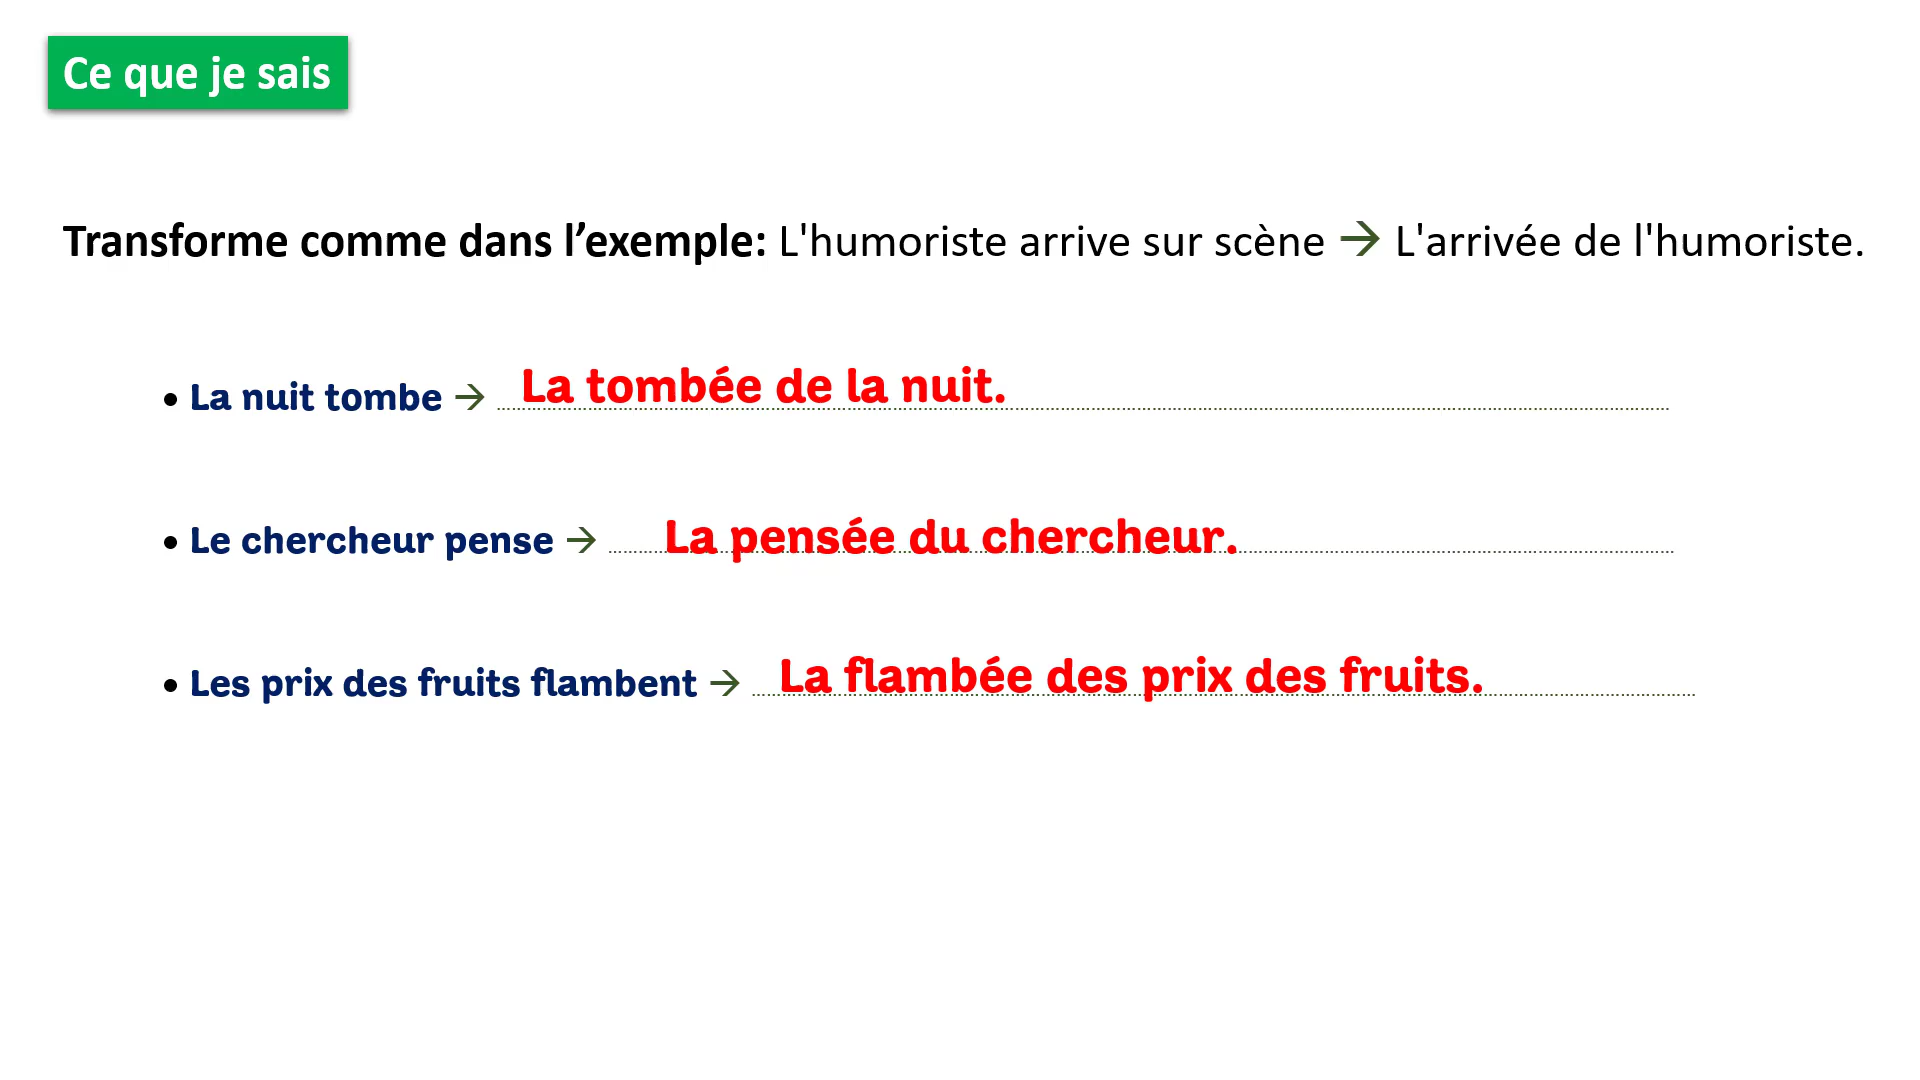 Ce que je sais
Transforme comme dans l’exemple: L'humoriste arrive sur scène → L'arrivée de l'humoriste.
• La nuit tombe → La tombée de la nuit.
• Le chercheur pense → La pensée du chercheur.
• Les prix des fruits flambent → La flambée des prix des fruits.